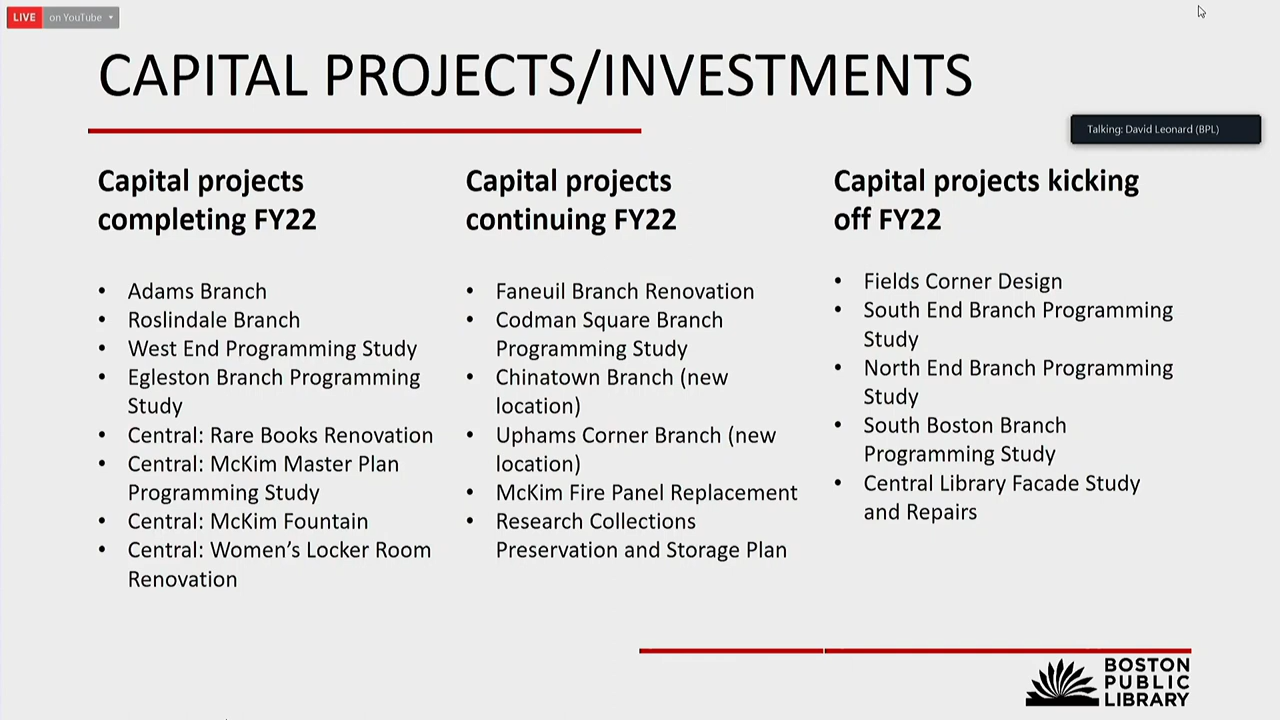 LIVE on YouTube
CAPITAL PROJECTS/INVESTMENTS
Talking: David Leonard (BPL)
Capital projects
completing FY22
• Adams Branch
• Roslindale Branch
• West End Programming Study
• Egleston Branch Programming
Study
• Central: Rare Books Renovation
• Central: McKim Master Plan
Programming Study
• Central: McKim Fountain
• Central: Women’s Locker Room
Renovation
Capital projects
continuing FY22
• Faneuil Branch Renovation
• Codman Square Branch
Programming Study
• Chinatown Branch (new
location)
• Uphams Corner Branch (new
location)
• McKim Fire Panel Replacement
• Research Collections
Preservation and Storage Plan
Capital projects kicking
off FY22
• Fields Corner Design
• South End Branch Programming
Study
• North End Branch Programming
Study
• South Boston Branch
Programming Study
• Central Library Facade Study
and Repairs
BOSTON
PUBLIC
LIBRARY